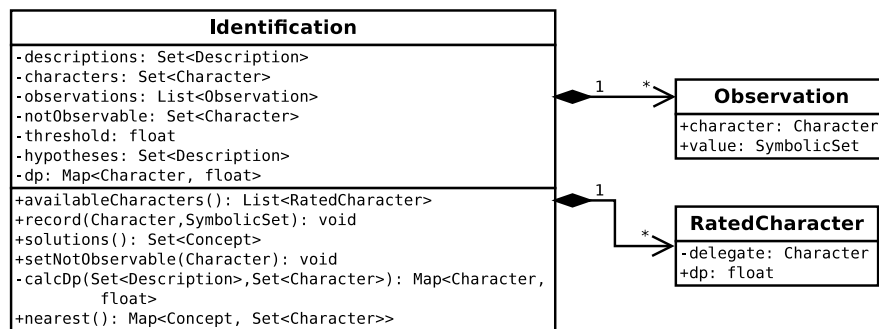 Identification
-descriptions: Set<Description>
-characters: Set<Character>
-observations: List<Observation>
-notObservable: Set<Character>
-threshold: float
-hypotheses: Set<Description>
-dp: Map<Character, float>
+availableCharacters(): List<RatedCharacter>
+record(Character,SymbolicSet): void
+solutions(): Set<Concept>
+setNotObservable(Character): void
-calcDp(Set<Description>,Set<Character>): Map<Character,
float>
+nearest(): Map<Concept, Set<Character>>
1
*
Observation
+character: Character
+value: SymbolicSet
1
*
RatedCharacter
-delegate: Character
+dp: float